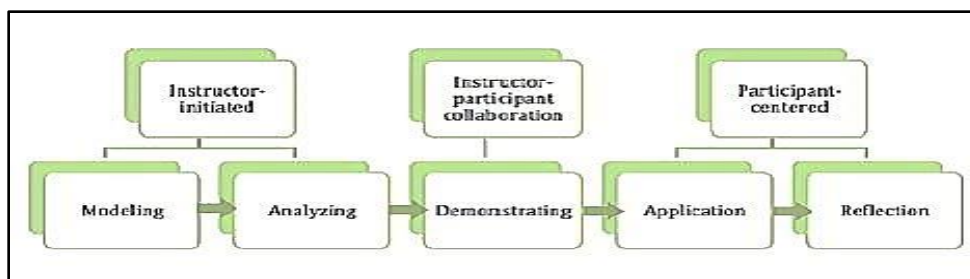 Instructor-
initiated
Instructor-
participant
collaboration
Participant-
centered
Modeling
Analyzing
Demonstrating
Application
Reflection